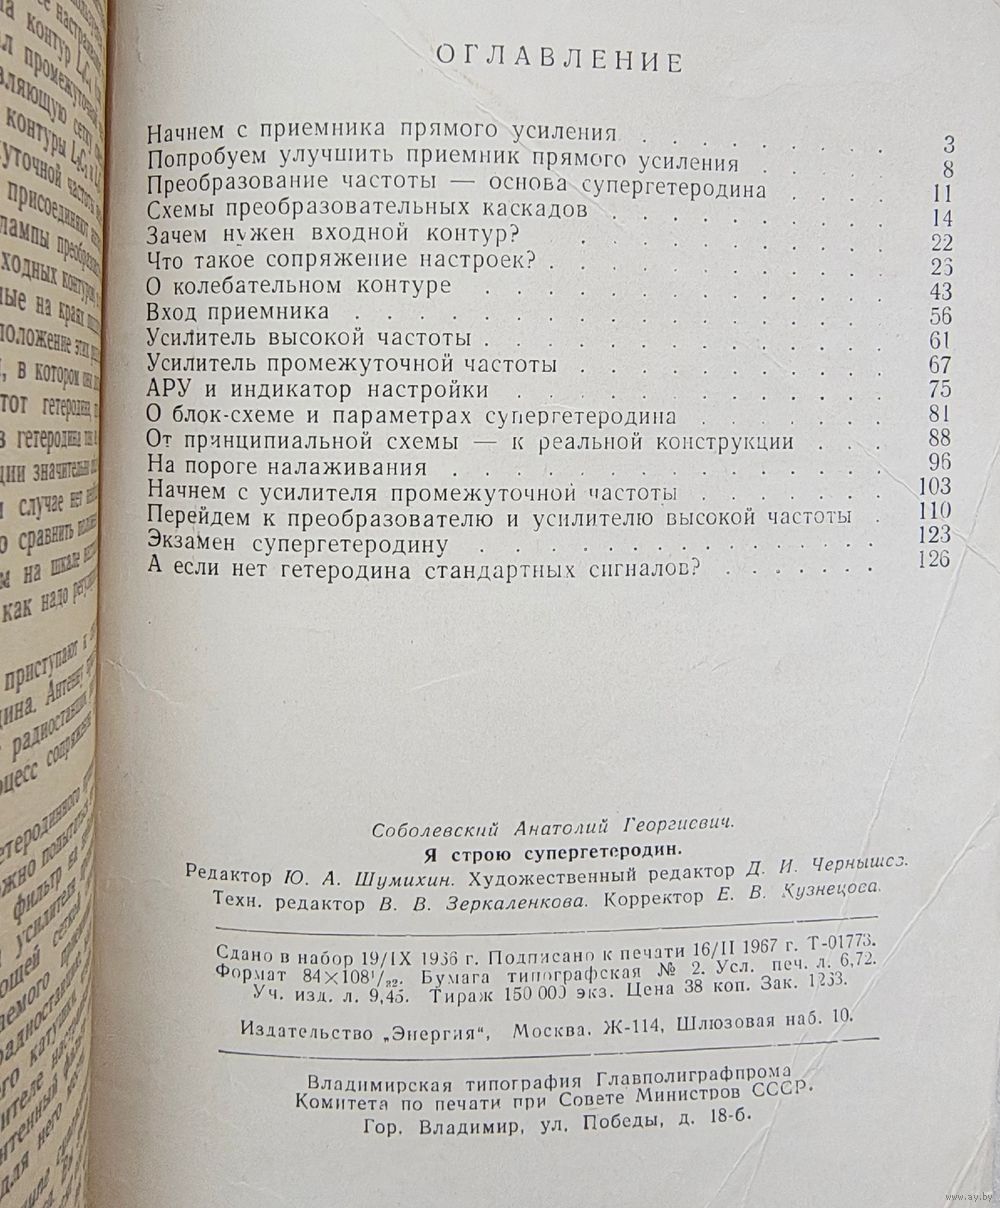 ОГЛАВЛЕНИЕ
Начнем с приемника прямого усиления . . . . . . . . 3
Попробуем улучшить приемник прямого усиления . . . . 8
Преобразование частоты — основа супергетеродина . . . . 11
Схемы преобразовательных каскадов . . . . . . . . . 14
Зачем нужен входной контур? . . . . . . . . . . 22
Что такое сопряжение настроек? . . . . . . . . . . 25
О колебательном контуре . . . . . . . . . . . . 43
Вход приемника . . . . . . . . . . . . . . . 56
Усилитель высокой частоты . . . . . . . . . . . . 61
Усилитель промежуточной частоты . . . . . . . . . 67
АРУ и индикатор настройки . . . . . . . . . . . 75
О блок-схеме и параметрах супергетеродина . . . . . . 81
От принципиальной схемы — к реальной конструкции . . . 88
На пороге налаживания . . . . . . . . . . . . . 96
Начнем с усилителя промежуточной частоты . . . . . . 103
Перейдем к преобразователю и усилителю высокой частоты . 110
Экзамен супергетеродину . . . . . . . . . . . . 123
А если нет гетеродина стандартных сигналов? . . . . . . 126
Соболевский Анатолий Георгиевич.
Я строю супергетеродин.
Редактор Ю. А. Шумихин. Художественный редактор Д. И. Чернышев.
Техн. редактор В. В. Зеркаленкова. Корректор Е. В. Кузнецова.
Сдано в набор 19/IX 1966 г. Подписано к печати 16/II 1967 г. Т-01773.
Формат 84×108¹/₃₂. Бумага типографская № 2. Усл. печ. л. 6,72.
Уч. изд. л. 9,45. Тираж 150 000 экз. Цена 38 коп. Зак.
Издательство „Энергия“, Москва. Ж-114, Шлюзовая наб. 10.
Владимирская типография Главполиграфпрома
Комитета по печати при Совете Министров СССР.
Гор. Владимир, ул. Победы, д. 18-б.
www.ay.by